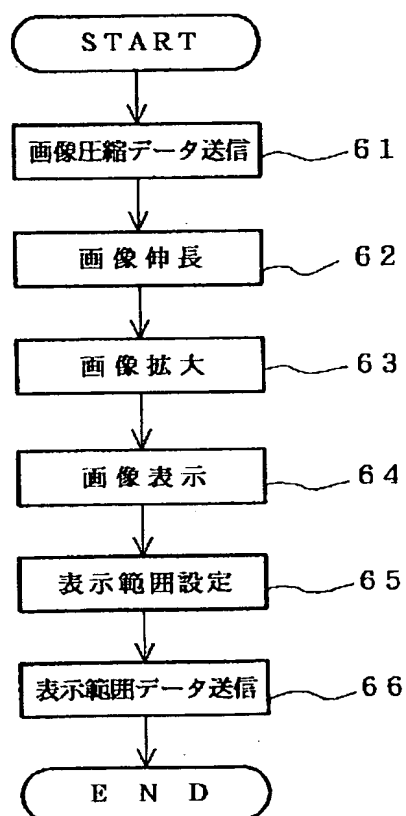 START
画像圧縮データ送信 61
画像伸長 62
画像拡大 63
画像表示 64
表示範囲設定 65
表示範囲データ送信 66
END